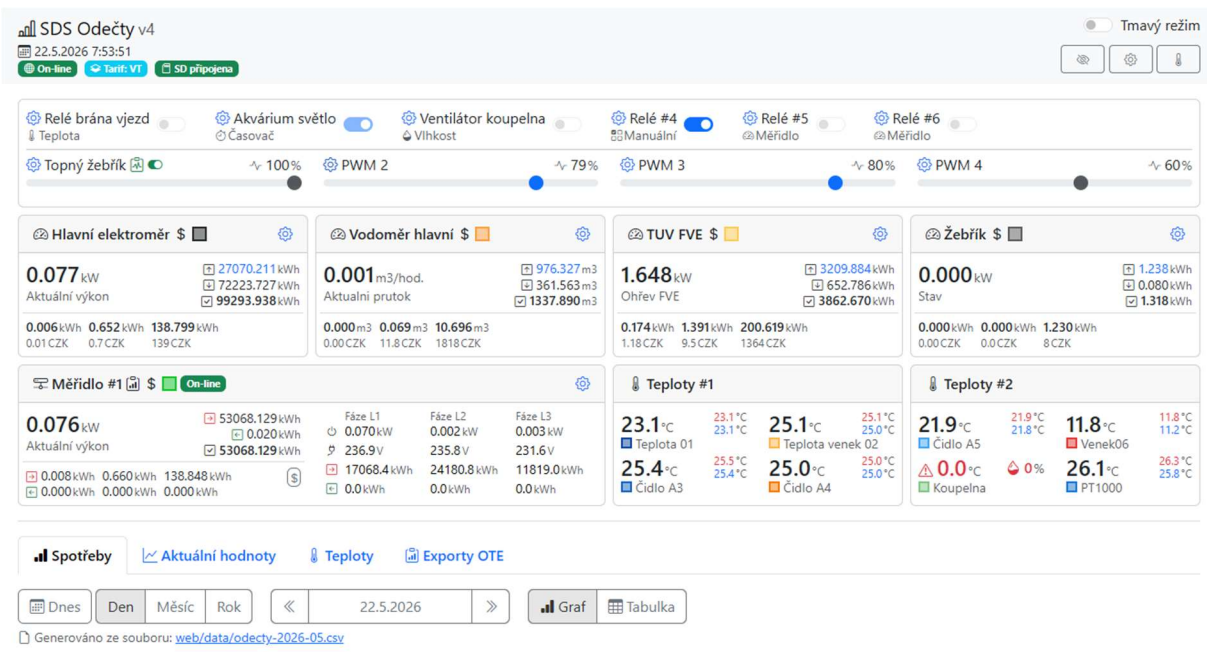 SDS Odečty v4
22.5.2026 7:53:51
On-line Tarif: VT SD připojena
Tmavý režim
Relé brána vjezd Akvárium světlo Ventilátor koupelna Relé #4 Relé #5 Relé #6
Teplota Časovač Vlhkost Manuální Měřidlo Měřidlo
Topný žebřík 100% PWM 2 79% PWM 3 80% PWM 4 60%
Hlavní elektroměr $
0.077 kW
Aktuální výkon
27070.211 kWh
72223.727 kWh
99293.938 kWh
0.006 kWh 0.652 kWh 138.799 kWh
0.01 CZK 0.7 CZK 139 CZK
Vodoměr hlavní $
0.001 m3/hod.
Aktualni prutok
976.327 m3
361.563 m3
1337.890 m3
0.000 m3 0.069 m3 10.696 m3
0.00 CZK 11.8 CZK 1818 CZK
TUV FVE $
1.648 kW
Ohřev FVE
3209.884 kWh
652.786 kWh
3862.670 kWh
0.174 kWh 1.391 kWh 200.619 kWh
1.18 CZK 9.5 CZK 1364 CZK
Žebřík $
0.000 kW
Stav
1.238 kWh
0.080 kWh
1.318 kWh
0.000 kWh 0.000 kWh 1.230 kWh
0.00 CZK 0.0 CZK 8 CZK
Měřidlo #1 $ On-line
0.076 kW
Aktuální výkon
53068.129 kWh
0.020 kWh
53068.129 kWh
0.008 kWh 0.660 kWh 138.848 kWh
0.000 kWh 0.000 kWh 0.000 kWh
$
Fáze L1 Fáze L2 Fáze L3
0.070 kW 0.002 kW 0.003 kW
236.9 V 235.8 V 231.6 V
17068.4 kWh 24180.8 kWh 11819.0 kWh
0.0 kWh 0.0 kWh 0.0 kWh
Teploty #1
23.1 °C 23.1 °C 23.1 °C
Teplota 01
25.1 °C 25.1 °C 25.0 °C
Teplota venek 02
25.4 °C 25.5 °C 25.4 °C
Čidlo A3
25.0 °C 25.0 °C 25.0 °C
Čidlo A4
Teploty #2
21.9 °C 21.9 °C 21.8 °C
Čidlo A5
11.8 °C 11.8 °C 11.2 °C
Venek06
0.0 °C 0%
Koupelna
26.1 °C 26.3 °C 25.8 °C
PT1000
Spotřeby Aktuální hodnoty Teploty Exporty OTE
Dnes Den Měsíc Rok 22.5.2026 Graf Tabulka
Generováno ze souboru: web/data/odecty-2026-05.csv